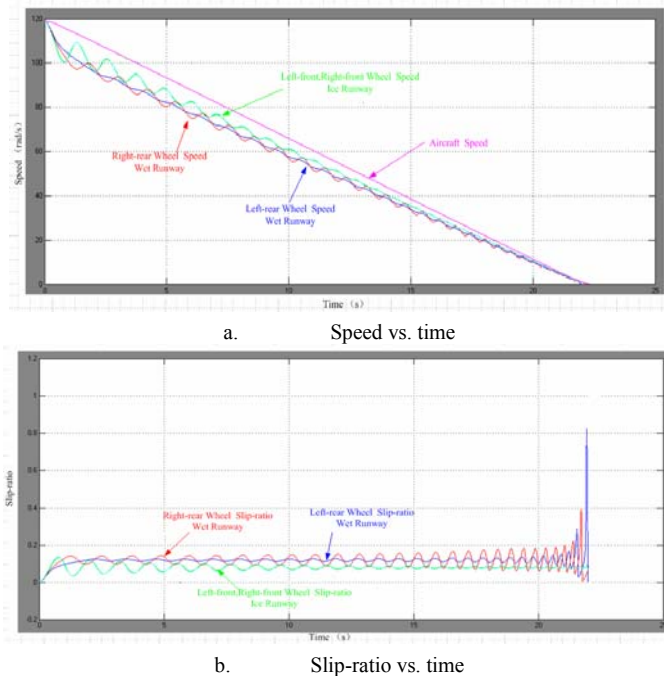 120
100
80
60
40
20
0
Speed (rad/s)
Left-front,Right-front Wheel Speed
Ice Runway
Aircraft Speed
Right-rear Wheel Speed
Wet Runway
Left-rear Wheel Speed
Wet Runway
0 5 10 15 20 25
Time (s)
a. Speed vs. time
1.2
1
0.8
0.6
0.4
0.2
0
0.2
Slip-ratio
Right-rear Wheel Slip-ratio
Wet Runway
Left-rear Wheel Slip-ratio
Wet Runway
Left-front,Right-front Wheel Slip-ratio
Ice Runway
0 5 10 15 20 25
Time (s)
b. Slip-ratio vs. time